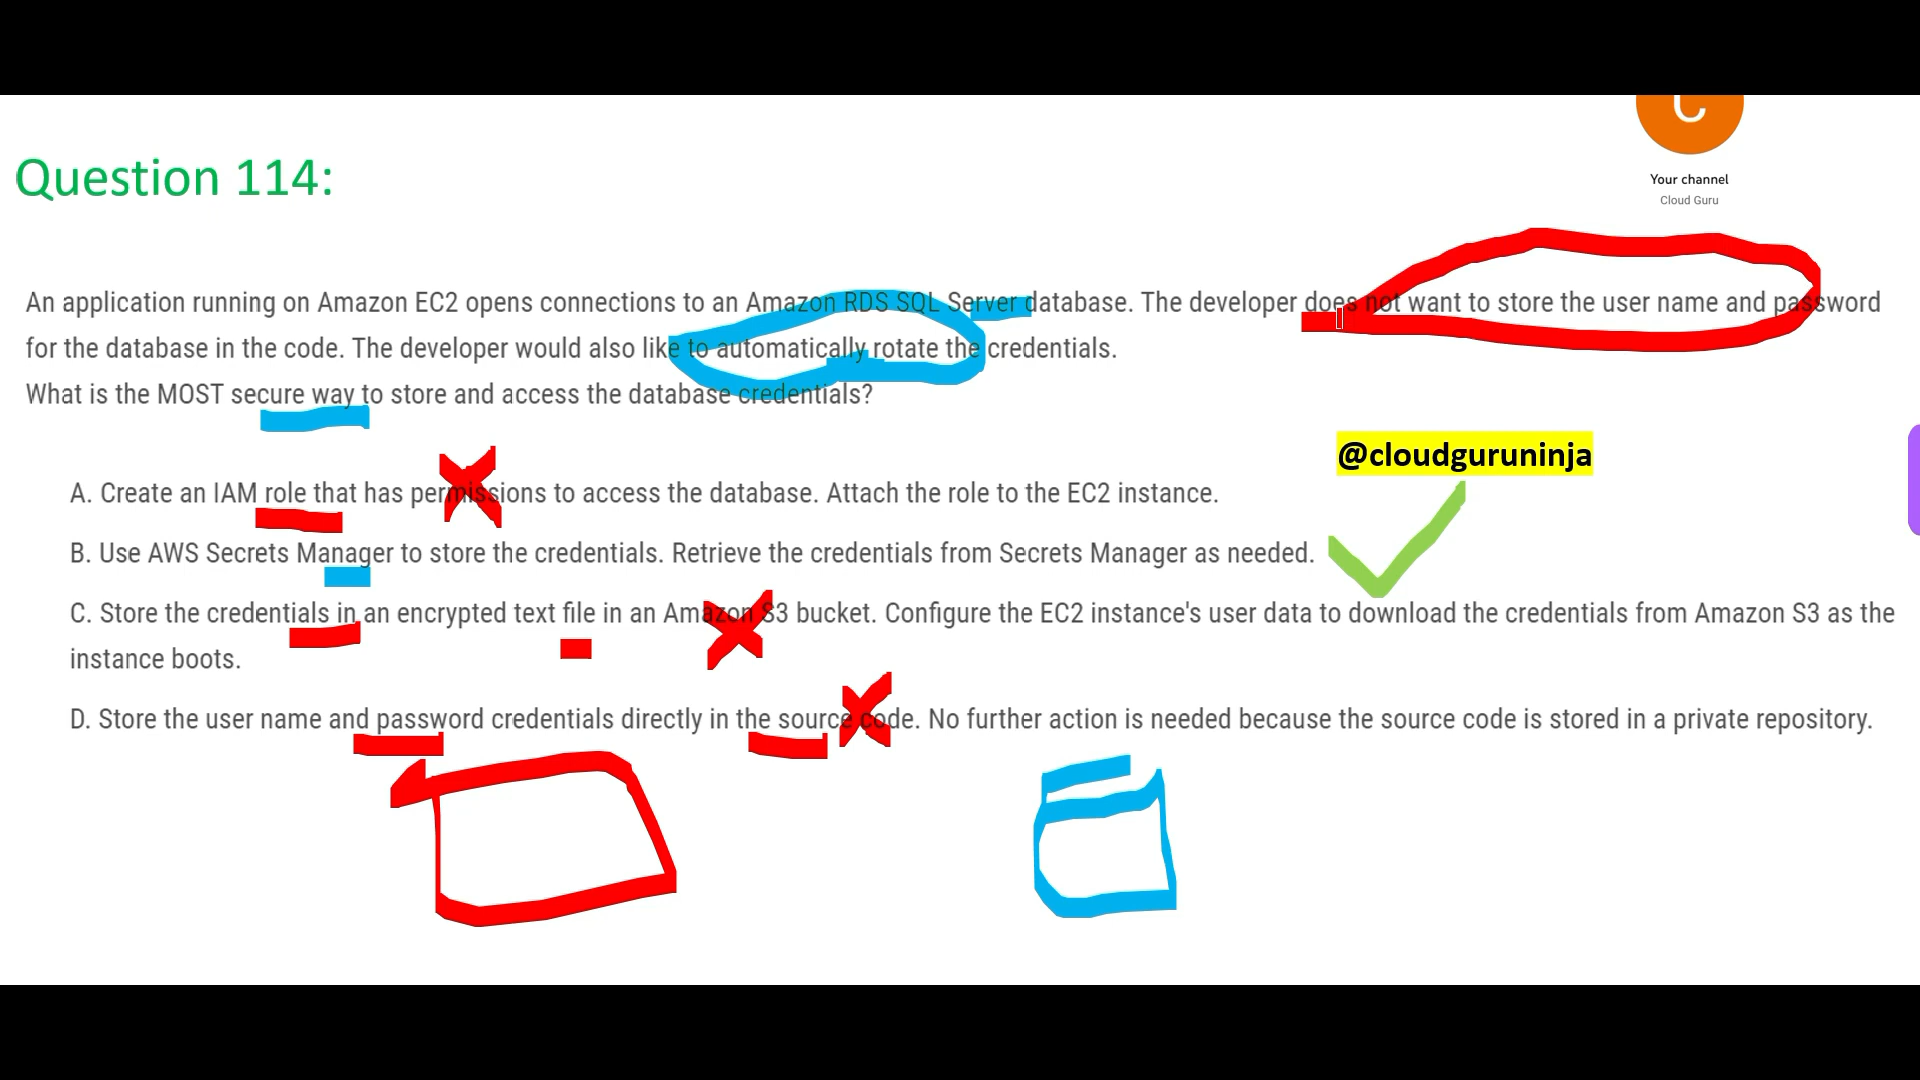 C
Question 114:
Your channel
Cloud Guru
An application running on Amazon EC2 opens connections to an Amazon RDS SQL Server database. The developer does not want to store the user name and password
for the database in the code. The developer would also like to automatically rotate the credentials.
What is the MOST secure way to store and access the database credentials?
@cloudguruninja
A. Create an IAM role that has permissions to access the database. Attach the role to the EC2 instance.
B. Use AWS Secrets Manager to store the credentials. Retrieve the credentials from Secrets Manager as needed.
C. Store the credentials in an encrypted text file in an Amazon S3 bucket. Configure the EC2 instance's user data to download the credentials from Amazon S3 as the
instance boots.
D. Store the user name and password credentials directly in the source code. No further action is needed because the source code is stored in a private repository.